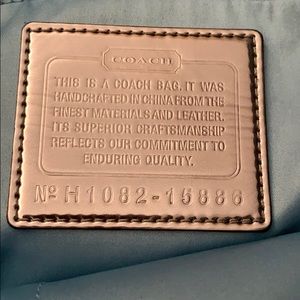 COACH
THIS IS A COACH BAG. IT WAS
HANDCRAFTED IN CHINA FROM THE
FINEST MATERIALS AND LEATHER.
ITS SUPERIOR CRAFTSMANSHIP
REFLECTS OUR COMMITMENT TO
ENDURING QUALITY.
Nº H1082-15888